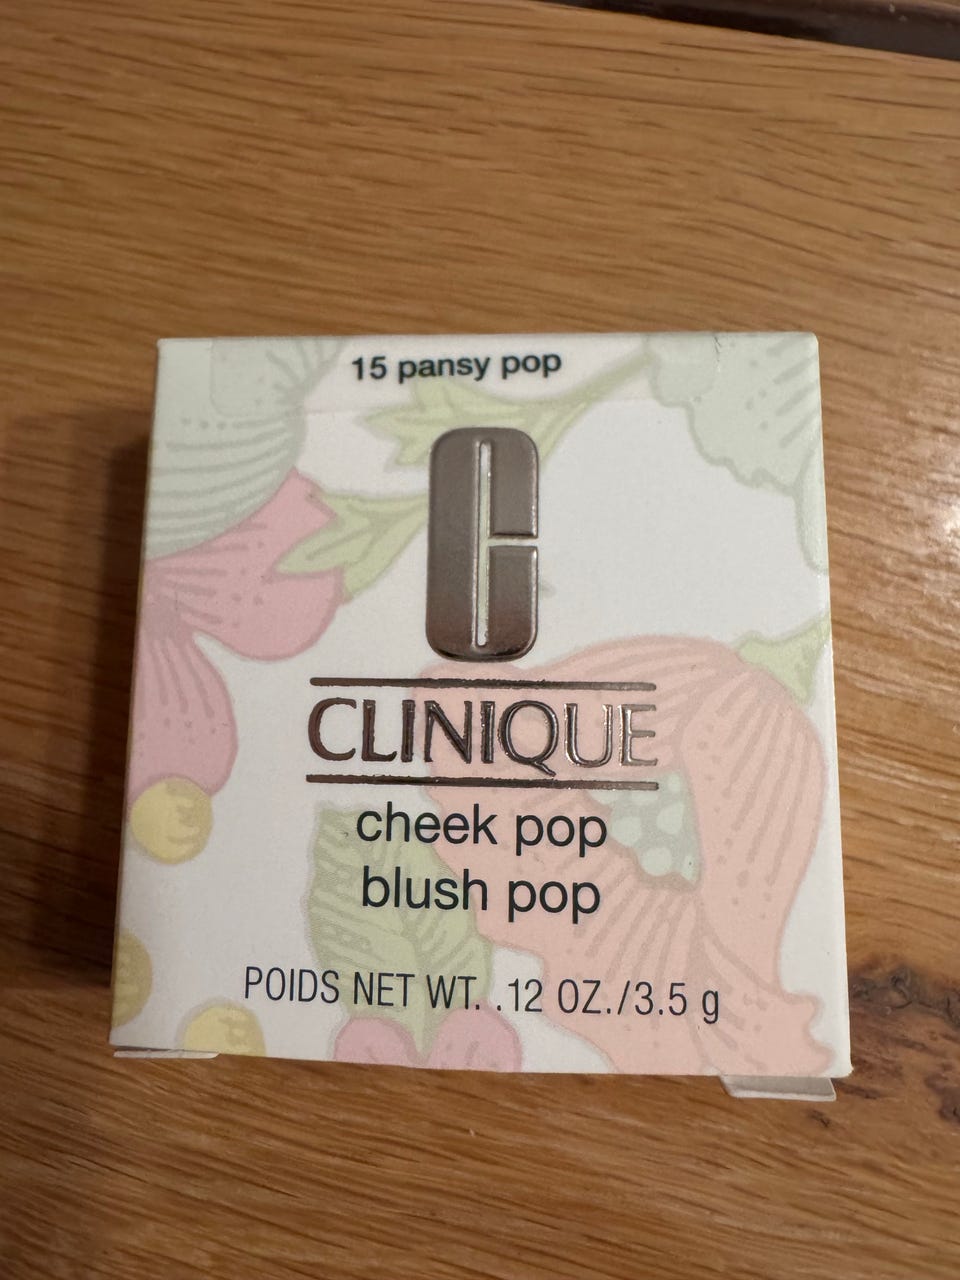 15 pansy pop
C
CLINIQUE
cheek pop
blush pop
POIDS NET WT. .12 OZ./3.5 g